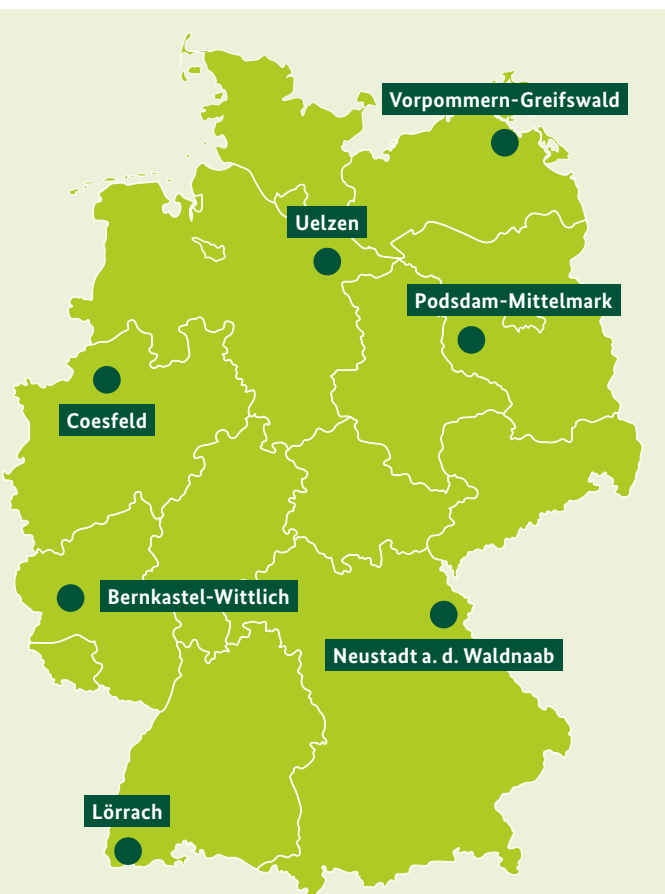 Vorpommern-Greifswald
Uelzen
Podsdam-Mittelmark
Coesfeld
Bernkastel-Wittlich
Neustadt a. d. Waldnaab
Lörrach